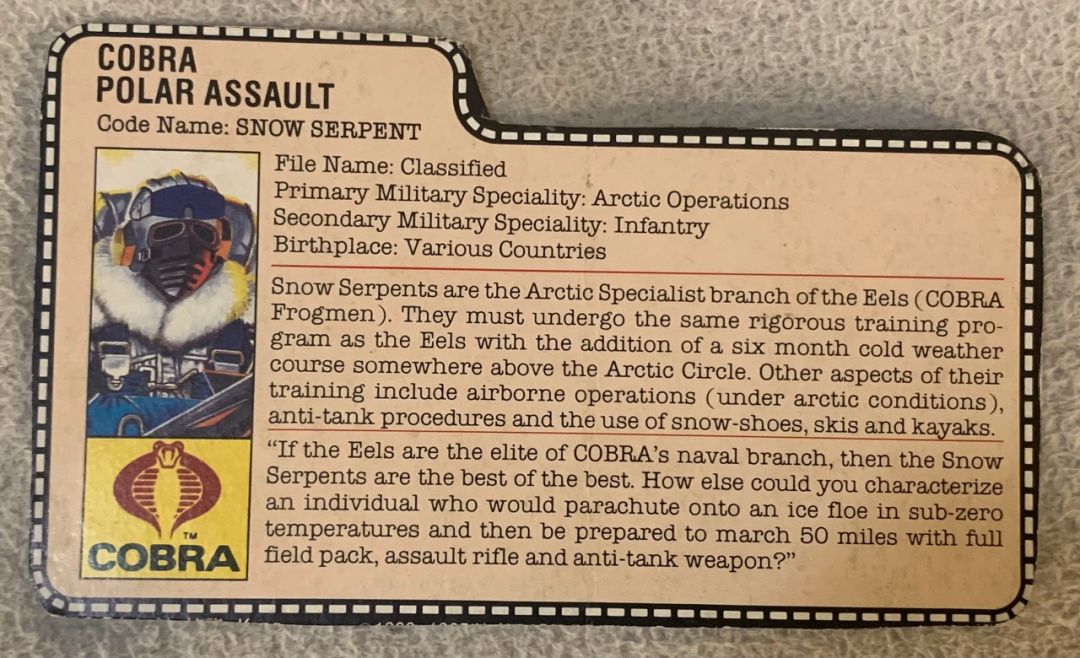 COBRA
POLAR ASSAULT
Code Name: SNOW SERPENT
File Name: Classified
Primary Military Speciality: Arctic Operations
Secondary Military Speciality: Infantry
Birthplace: Various Countries
Snow Serpents are the Arctic Specialist branch of the Eels (COBRA
Frogmen). They must undergo the same rigorous training pro-
gram as the Eels with the addition of a six month cold weather
course somewhere above the Arctic Circle. Other aspects of their
training include airborne operations (under arctic conditions),
anti-tank procedures and the use of snow-shoes, skis and kayaks.
“If the Eels are the elite of COBRA’s naval branch, then the Snow
Serpents are the best of the best. How else could you characterize
an individual who would parachute onto an ice floe in sub-zero
temperatures and then be prepared to march 50 miles with full
field pack, assault rifle and anti-tank weapon?”
TM
COBRA